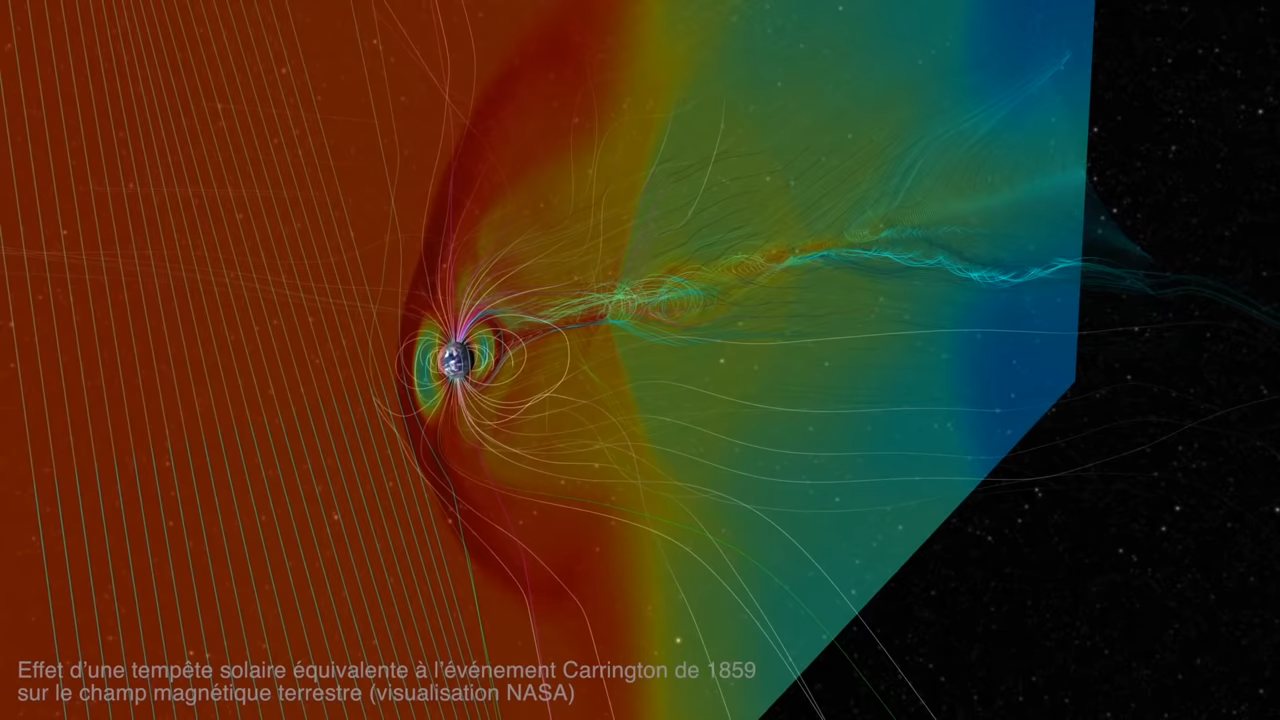 Effet d'une tempête solaire équivalente à l'événement Carrington de 1859
sur le champ magnétique terrestre (visualisation NASA)